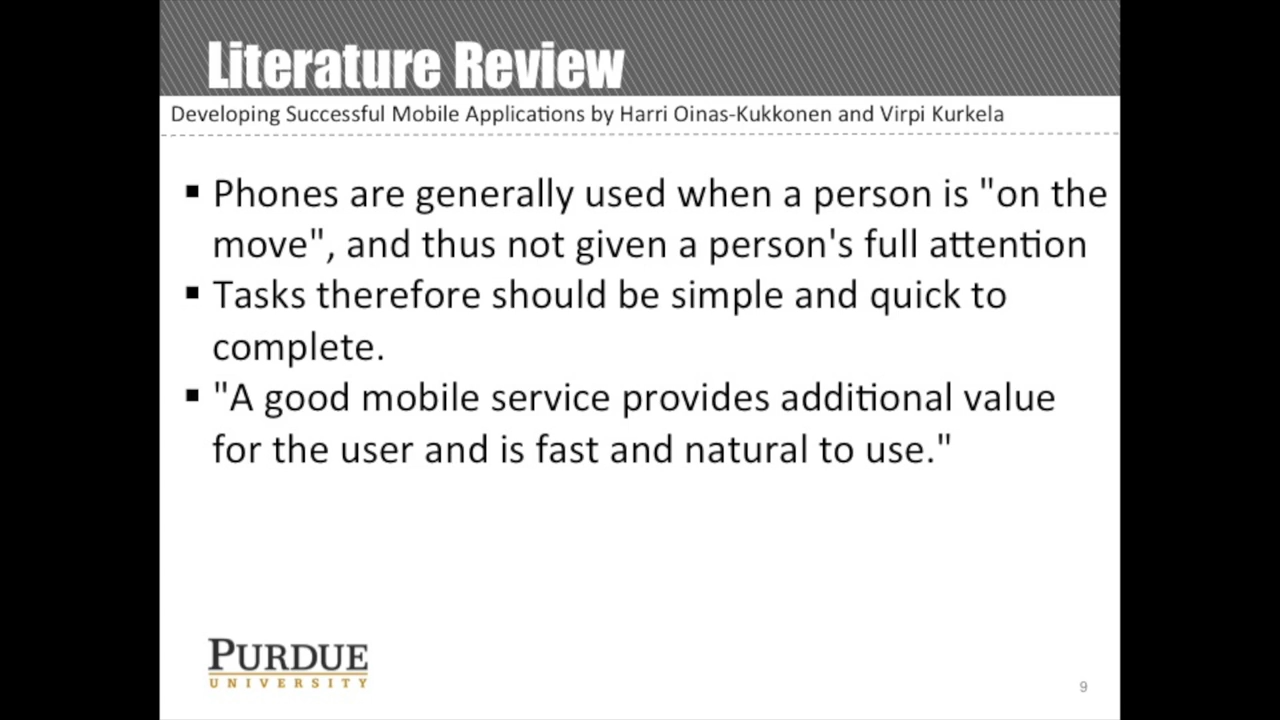 Literature Review
Developing Successful Mobile Applications by Harri Oinas-Kukkonen and Virpi Kurkela
▪ Phones are generally used when a person is "on the
move", and thus not given a person's full attention
▪ Tasks therefore should be simple and quick to
complete.
▪ "A good mobile service provides additional value
for the user and is fast and natural to use."
PURDUE
UNIVERSITY
9